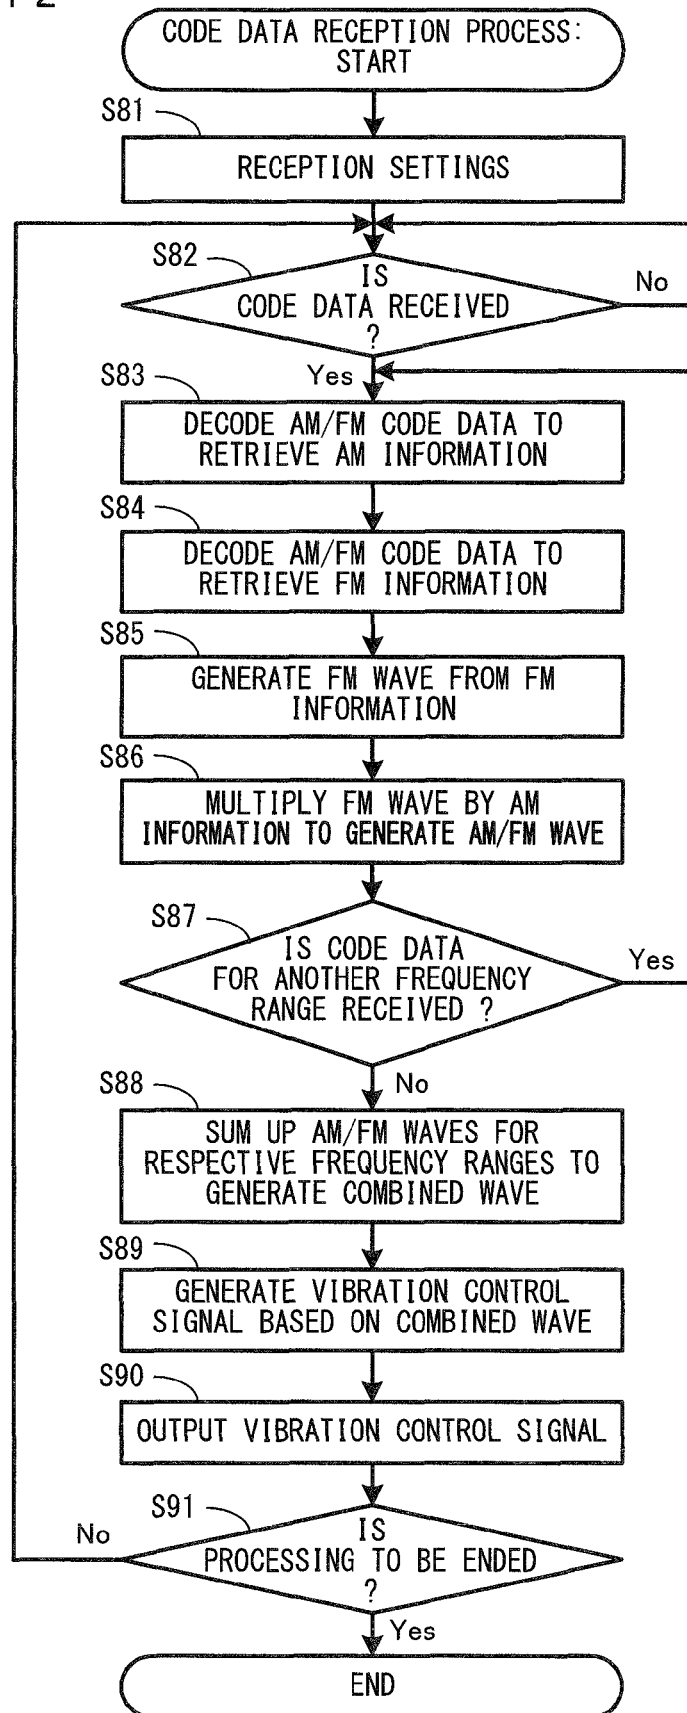 CODE DATA RECEPTION PROCESS:
START
S81
RECEPTION SETTINGS
S82
IS
CODE DATA RECEIVED
?
No
Yes
S83
DECODE AM/FM CODE DATA TO
RETRIEVE AM INFORMATION
S84
DECODE AM/FM CODE DATA TO
RETRIEVE FM INFORMATION
S85
GENERATE FM WAVE FROM FM
INFORMATION
S86
MULTIPLY FM WAVE BY AM
INFORMATION TO GENERATE AM/FM WAVE
S87
IS CODE DATA
FOR ANOTHER FREQUENCY
RANGE RECEIVED ?
Yes
No
S88
SUM UP AM/FM WAVES FOR
RESPECTIVE FREQUENCY RANGES TO
GENERATE COMBINED WAVE
S89
GENERATE VIBRATION CONTROL
SIGNAL BASED ON COMBINED WAVE
S90
OUTPUT VIBRATION CONTROL SIGNAL
S91
IS
PROCESSING TO BE ENDED
?
No
Yes
END